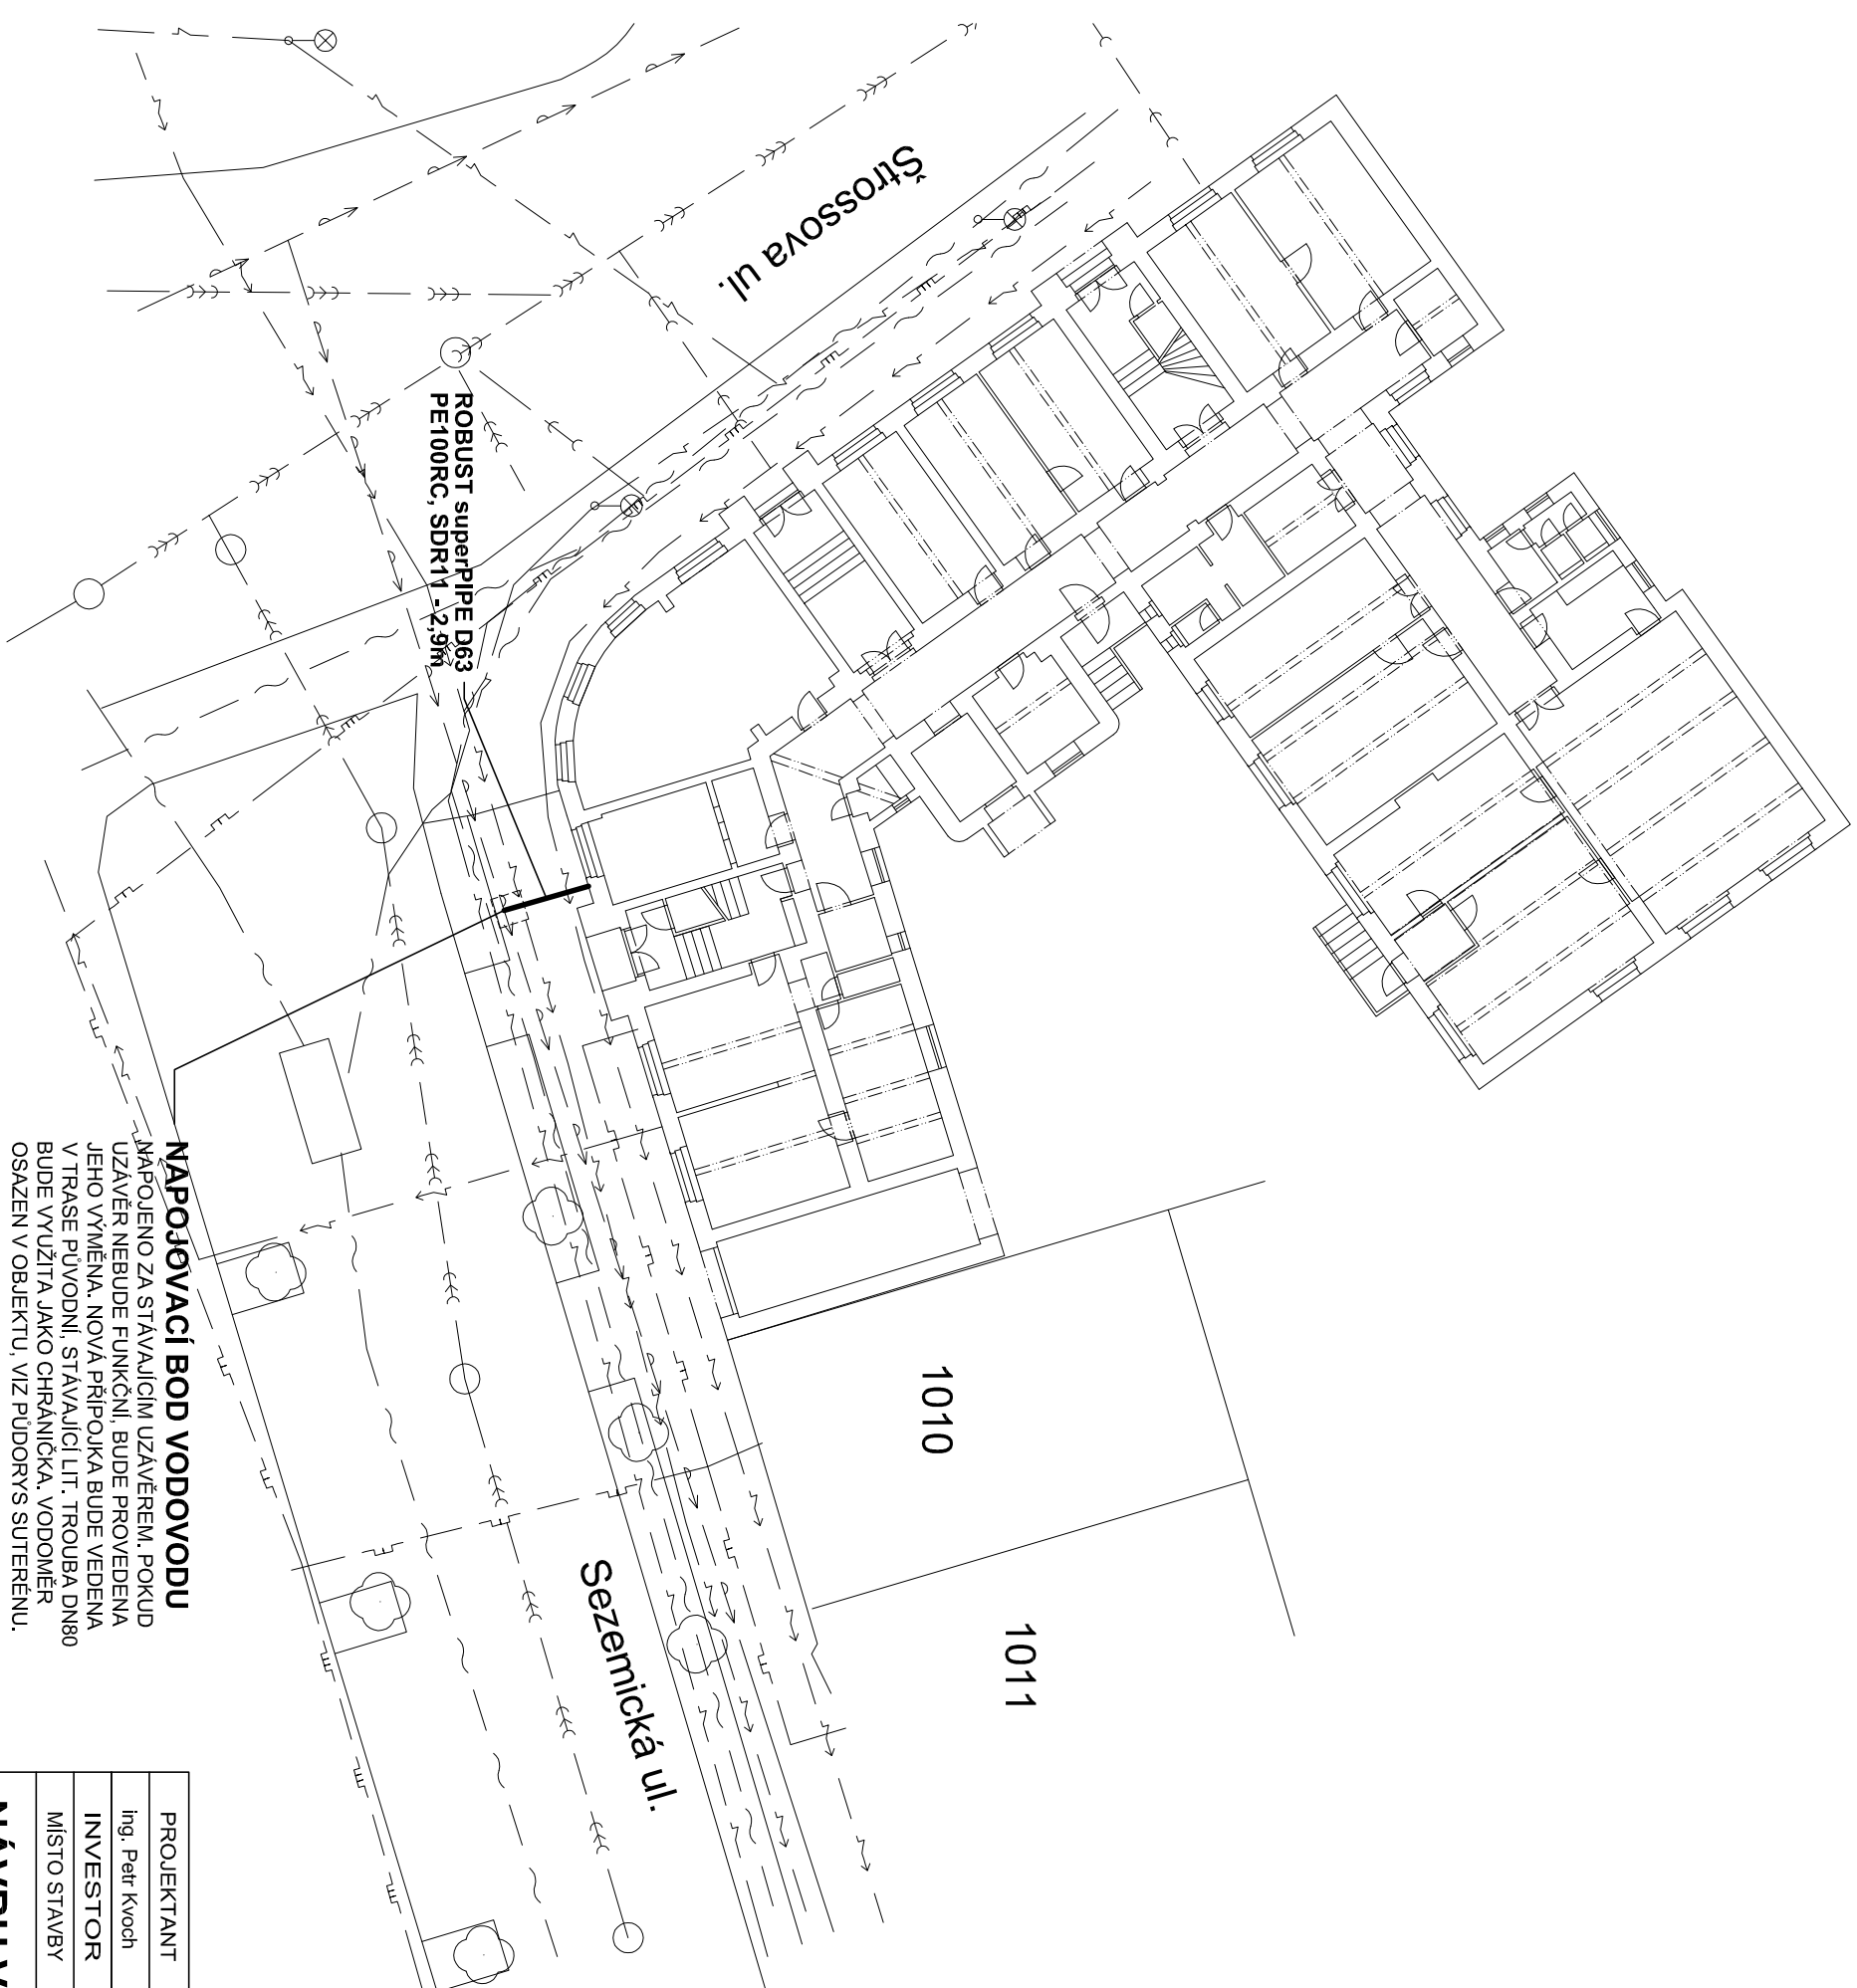 Štrossova ul.
ROBUST superPIPE D63
PE100RC, SDR11 -2,9m
1010
1011
Sezemická ul.
NAPOJOVACÍ BOD VODOVODU
NAPOJENO ZA STÁVAJÍCÍM UZÁVĚREM. POKUD
UZÁVĚR NEBUDE FUNKČNÍ, BUDE PROVEDENA
JEHO VÝMĚNA. NOVÁ PŘÍPOJKA BUDE VEDENA
V TRASE PŮVODNÍ, STÁVAJÍCÍ LIT. TROUBA DN80
BUDE VYUŽITA JAKO CHRÁNIČKA. VODOMĚR
OSAZEN V OBJEKTU, VIZ PŮDORYS SUTERÉNU.
PROJEKTANT
ing. Petr Kvoch
INVESTOR
MÍSTO STAVBY